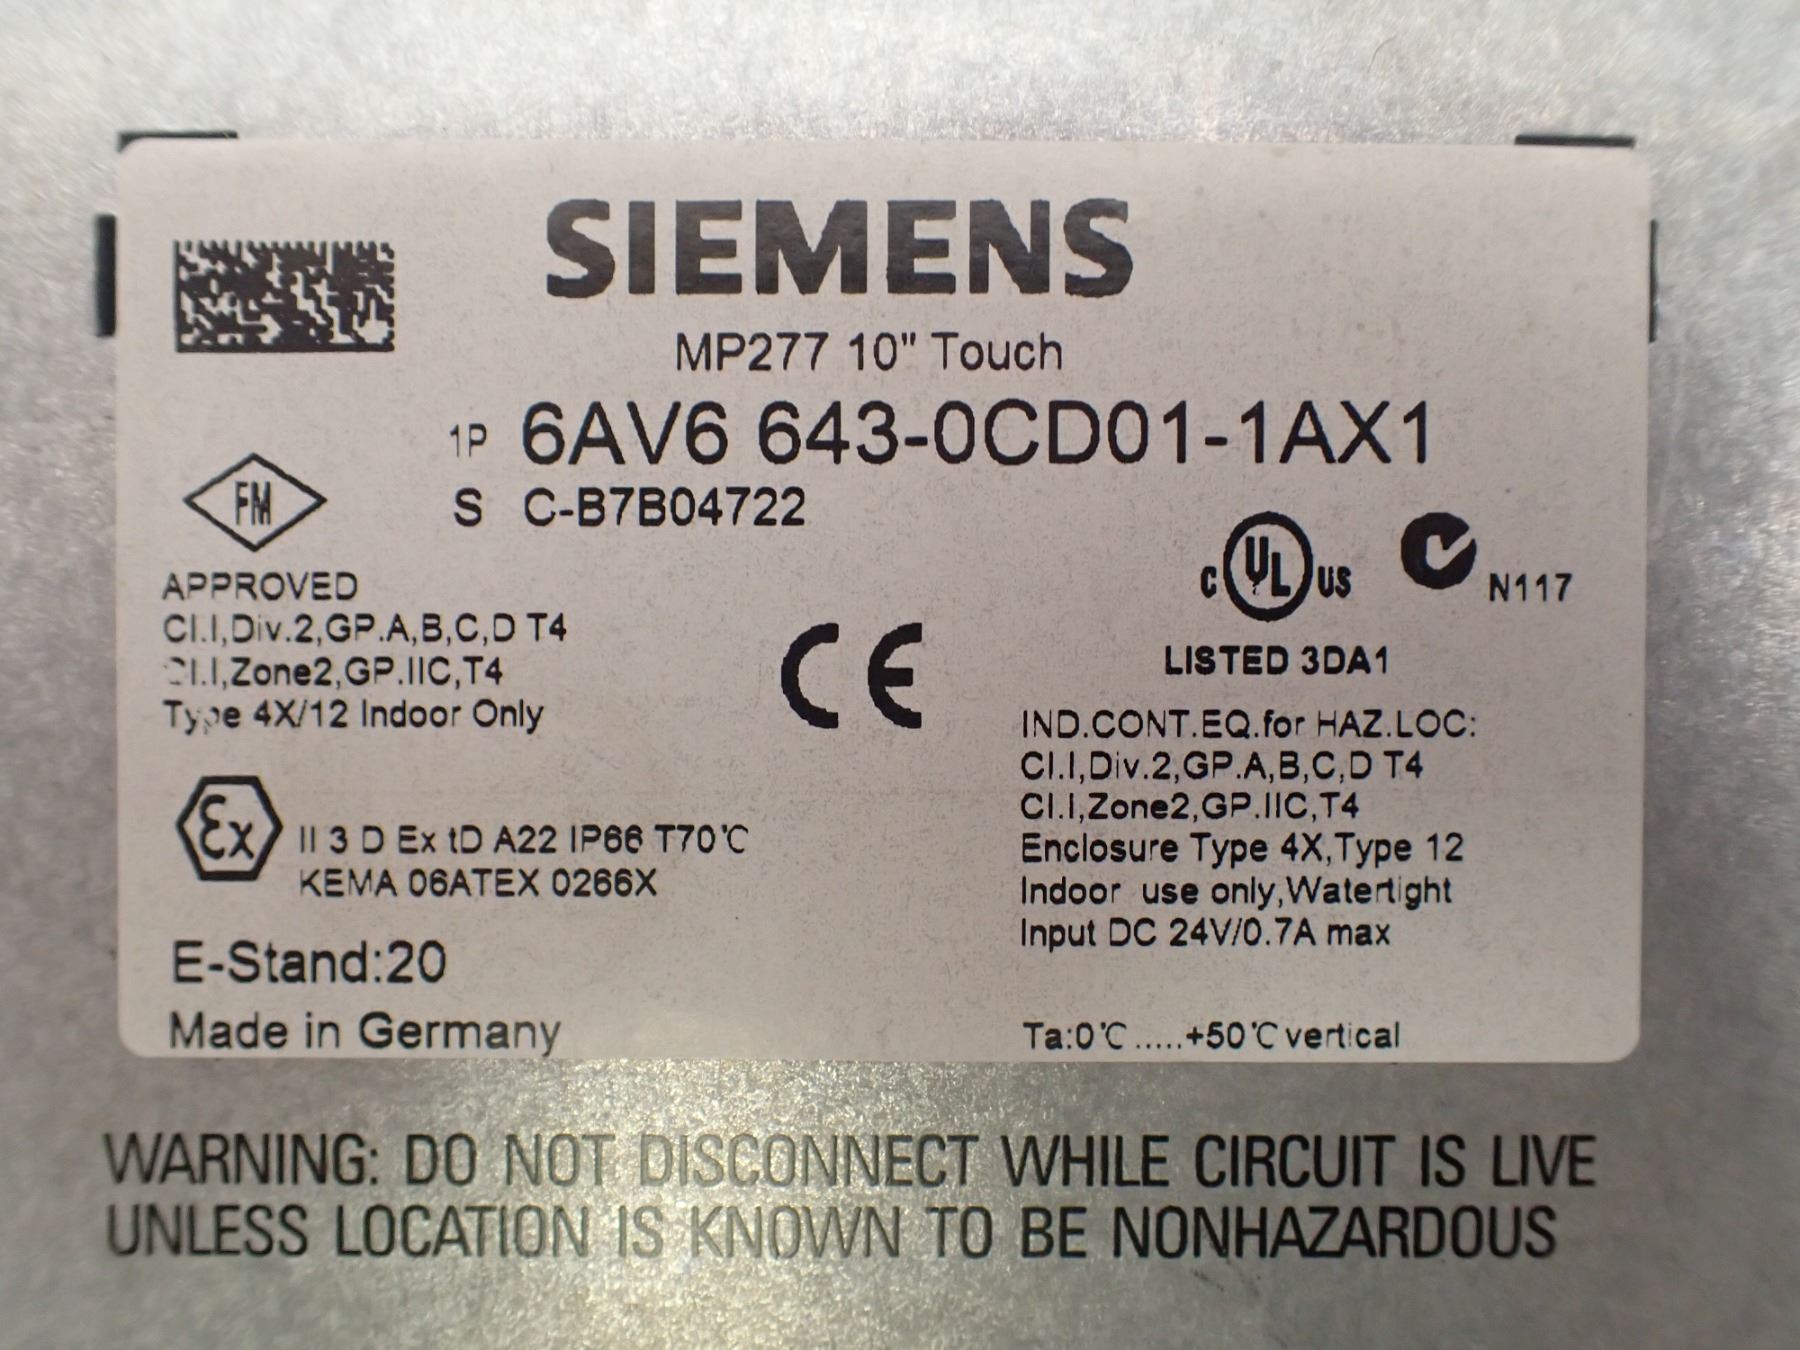 SIEMENS
MP277 10" Touch
1P 6AV6 643-0CD01-1AX1
S C-B7B04722
FM
APPROVED
Cl.I,Div.2,GP.A,B,C,D T4
Cl.I,Zone2,GP.IIC,T4
Type 4X/12 Indoor Only
CE
C UL US N117
LISTED 3DA1
IND.CONT.EQ.for HAZ.LOC:
Cl.I,Div.2,GP.A,B,C,D T4
Cl.I,Zone2,GP.IIC,T4
Enclosure Type 4X,Type 12
Indoor use only,Watertight
Input DC 24V/0.7A max
Ex II 3 D Ex tD A22 IP66 T70℃
KEMA 06ATEX 0266X
E-Stand:20
Made in Germany
Ta:0℃.....+50℃ vertical
WARNING: DO NOT DISCONNECT WHILE CIRCUIT IS LIVE
UNLESS LOCATION IS KNOWN TO BE NONHAZARDOUS